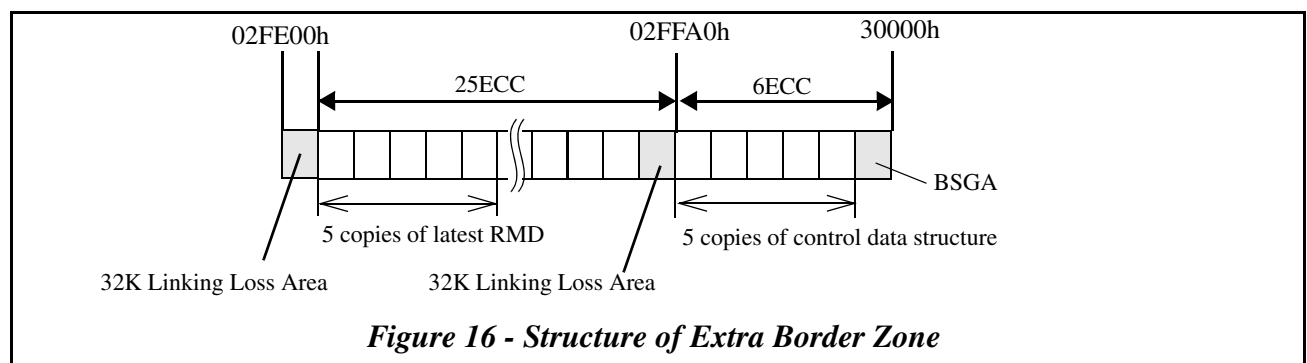 02FE00h 02FFA0h 30000h
25ECC 6ECC
BSGA
5 copies of latest RMD 5 copies of control data structure
32K Linking Loss Area 32K Linking Loss Area
Figure 16 - Structure of Extra Border Zone